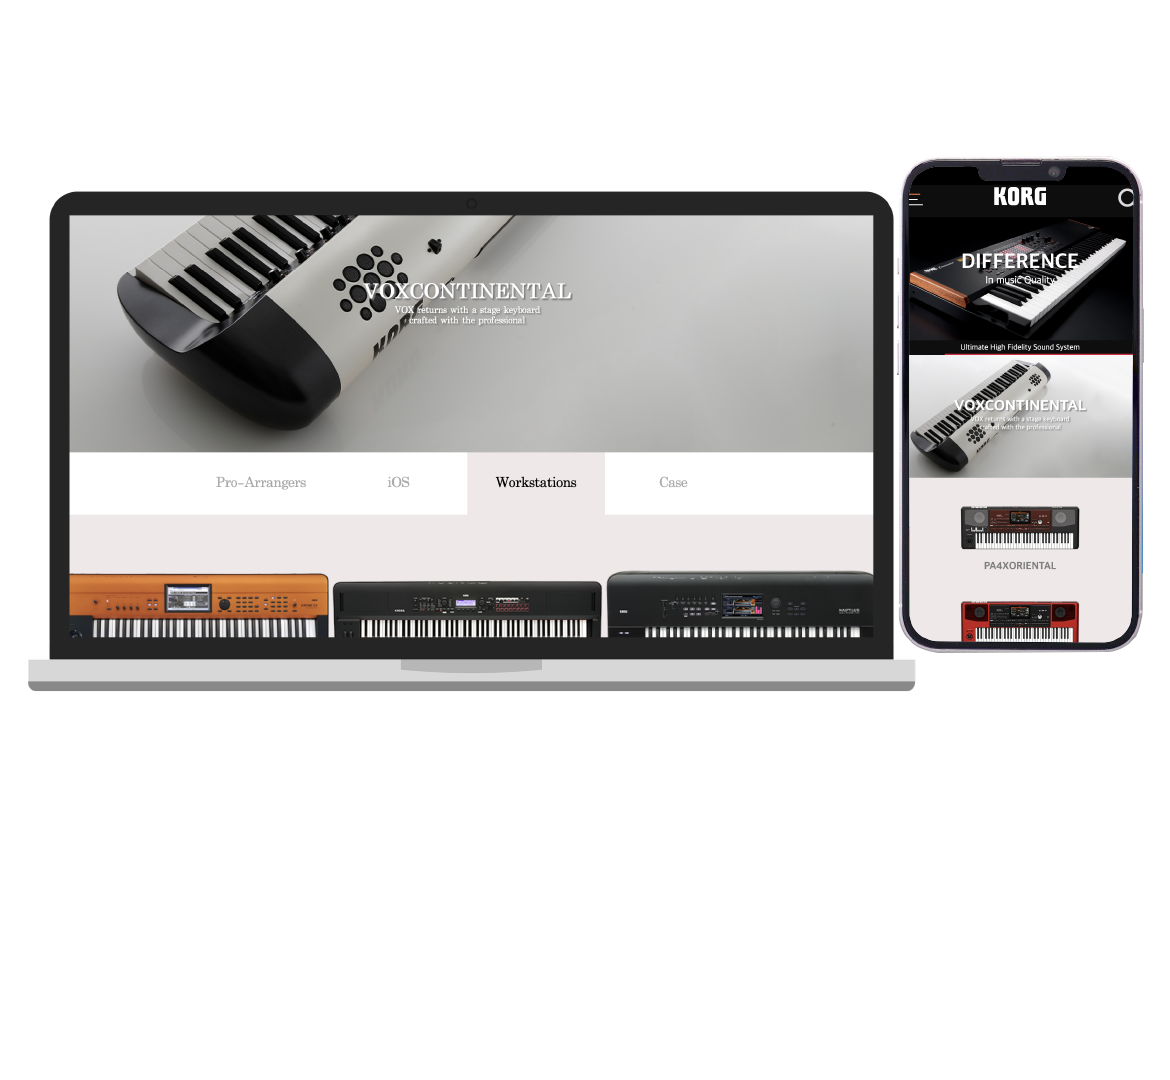 VOXCONTINENTAL
VOX returns with a stage keyboard
crafted with the professional
Pro-Arrangers
iOS
Workstations
Case
KORG
DIFFERENCE
In music Quality
Ultimate High Fidelity Sound System
VOXCONTINENTAL
VOX returns with a stage keyboard
crafted with the professional
PA4XORIENTAL